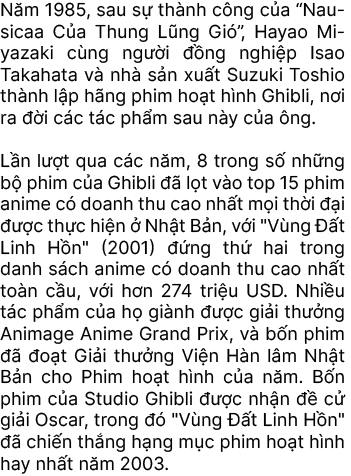 Năm 1985, sau sự thành công của “Nau-
sicaa Của Thung Lũng Gió”, Hayao Mi-
yazaki cùng người đồng nghiệp Isao
Takahata và nhà sản xuất Suzuki Toshio
thành lập hãng phim hoạt hình Ghibli, nơi
ra đời các tác phẩm sau này của ông.
Lần lượt qua các năm, 8 trong số những
bộ phim của Ghibli đã lọt vào top 15 phim
anime có doanh thu cao nhất mọi thời đại
được thực hiện ở Nhật Bản, với "Vùng Đất
Linh Hồn" (2001) đứng thứ hai trong
danh sách anime có doanh thu cao nhất
toàn cầu, với hơn 274 triệu USD. Nhiều
tác phẩm của họ giành được giải thưởng
Animage Anime Grand Prix, và bốn phim
đã đoạt Giải thưởng Viện Hàn lâm Nhật
Bản cho Phim hoạt hình của năm. Bốn
phim của Studio Ghibli được nhận đề cử
giải Oscar, trong đó "Vùng Đất Linh Hồn"
đã chiến thắng hạng mục phim hoạt hình
hay nhất năm 2003.